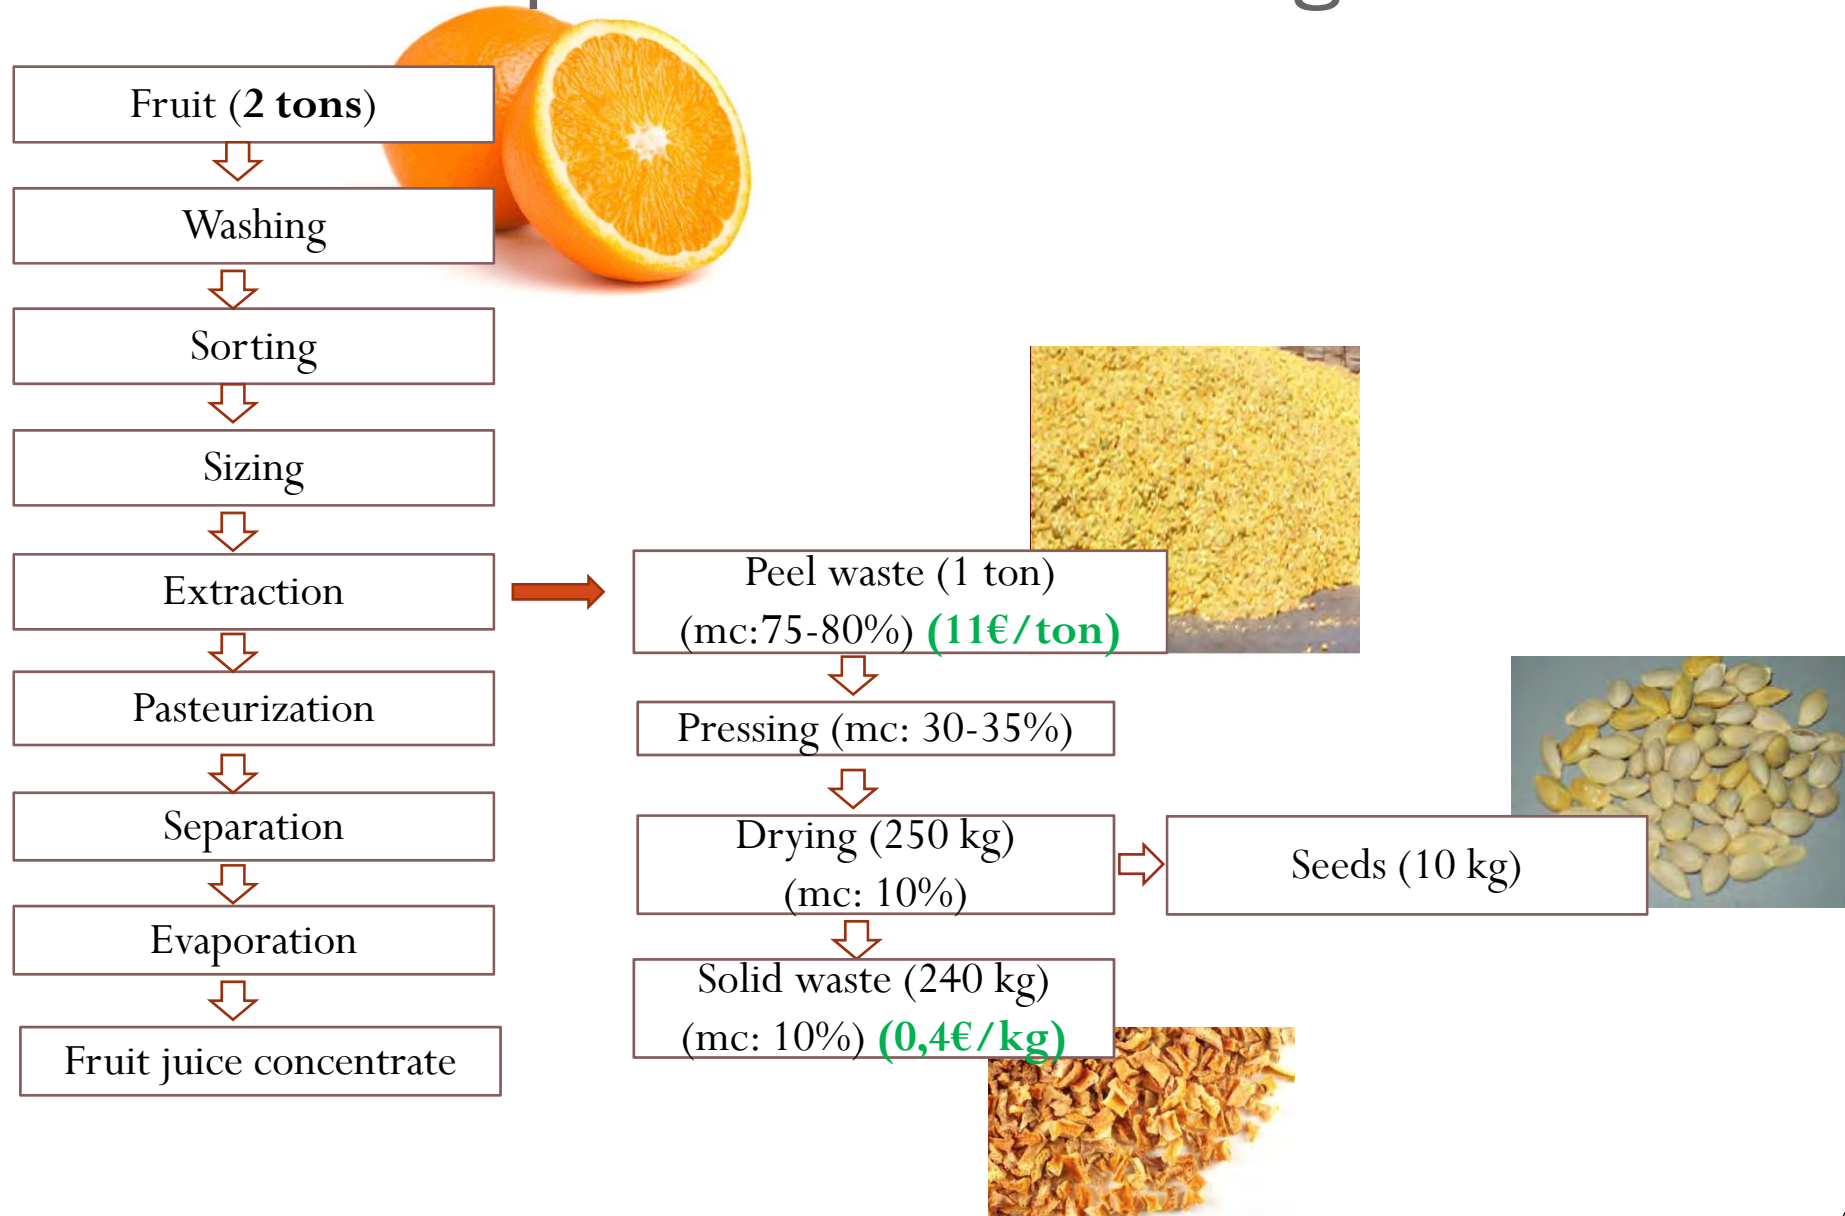 Fruit (2 tons)
Washing
Sorting
Sizing
Extraction
Pasteurization
Separation
Evaporation
Fruit juice concentrate
Peel waste (1 ton)
(mc:75-80%) (11€/ton)
Pressing (mc: 30-35%)
Drying (250 kg)
(mc: 10%)
Seeds (10 kg)
Solid waste (240 kg)
(mc: 10%) (0,4€/kg)